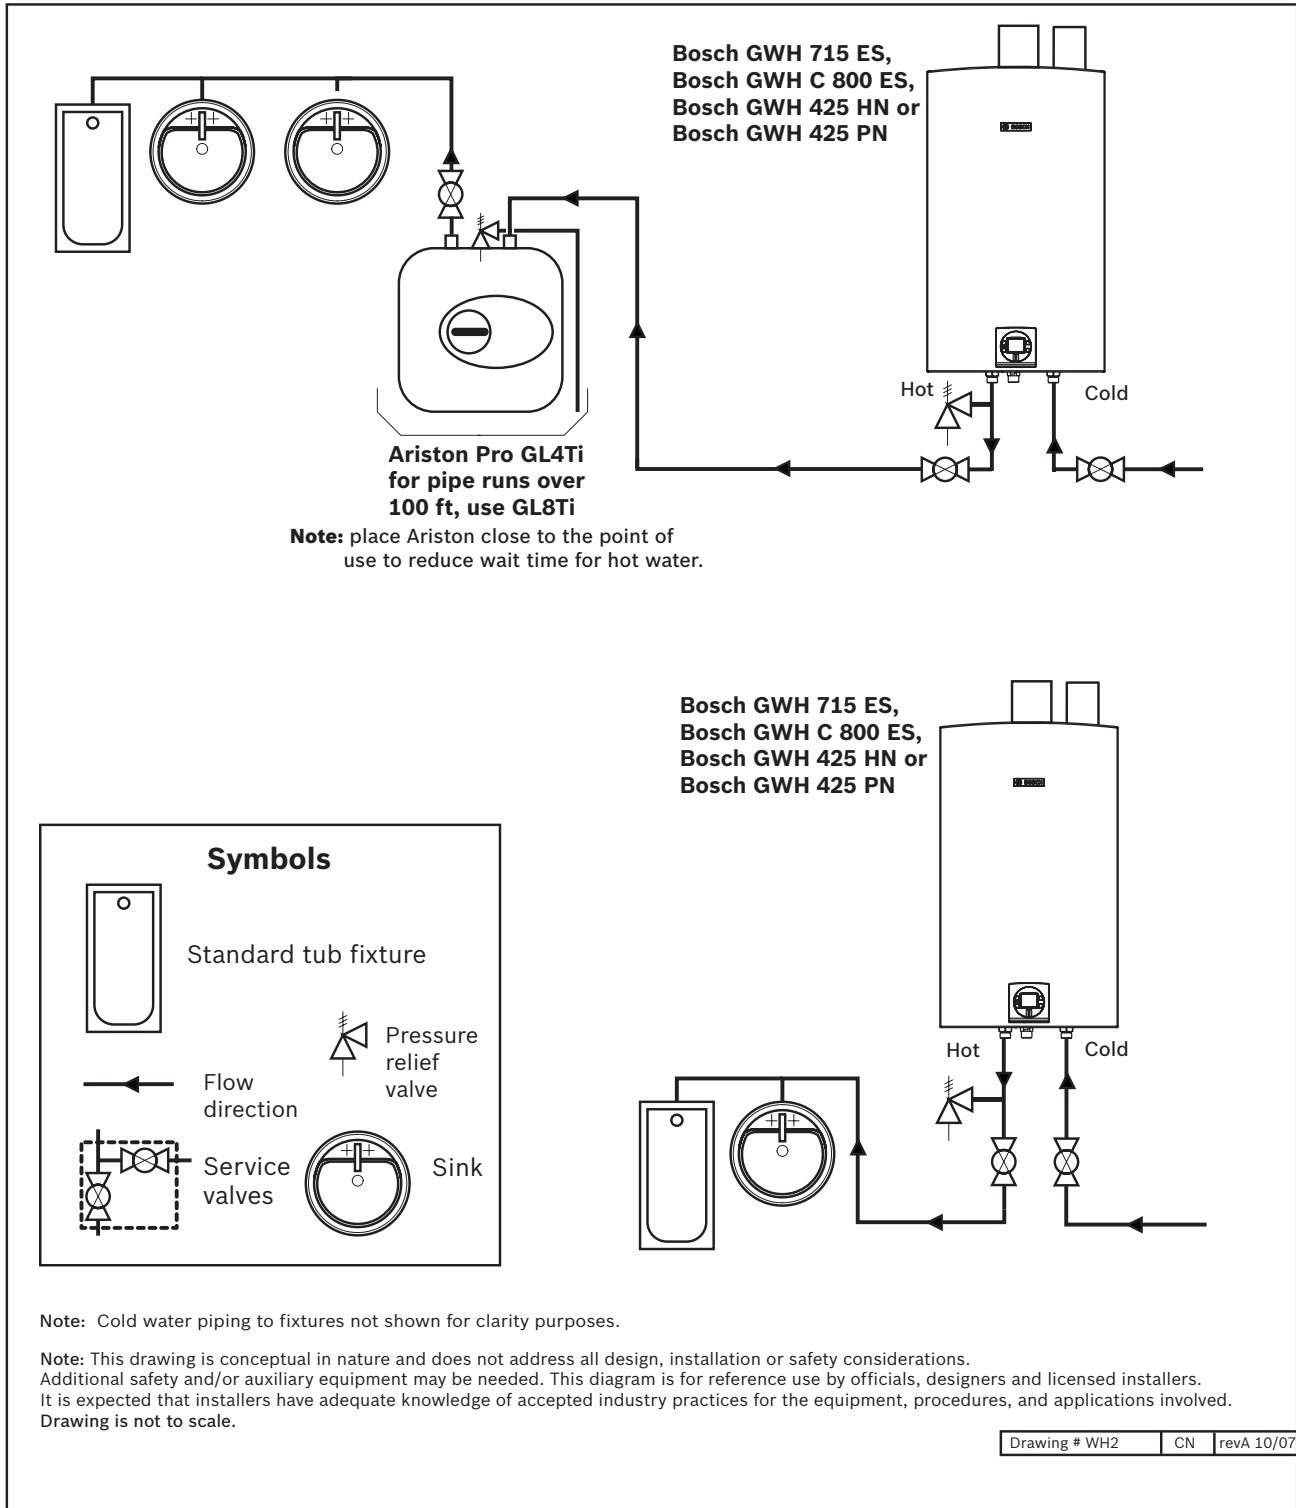 Bosch GWH 715 ES,
Bosch GWH C 800 ES,
Bosch GWH 425 HN or
Bosch GWH 425 PN
BOSCH
Hot
Cold
Ariston Pro GL4Ti
for pipe runs over
100 ft, use GL8Ti
Note: place Ariston close to the point of
use to reduce wait time for hot water.
Bosch GWH 715 ES,
Bosch GWH C 800 ES,
Bosch GWH 425 HN or
Bosch GWH 425 PN
BOSCH
Hot
Cold
Symbols
Standard tub fixture
Pressure
relief
valve
Flow
direction
Service
valves
Sink
Note: Cold water piping to fixtures not shown for clarity purposes.
Note: This drawing is conceptual in nature and does not address all design, installation or safety considerations.
Additional safety and/or auxiliary equipment may be needed. This diagram is for reference use by officials, designers and licensed installers.
It is expected that installers have adequate knowledge of accepted industry practices for the equipment, procedures, and applications involved.
Drawing is not to scale.
Drawing # WH2 CN revA 10/07